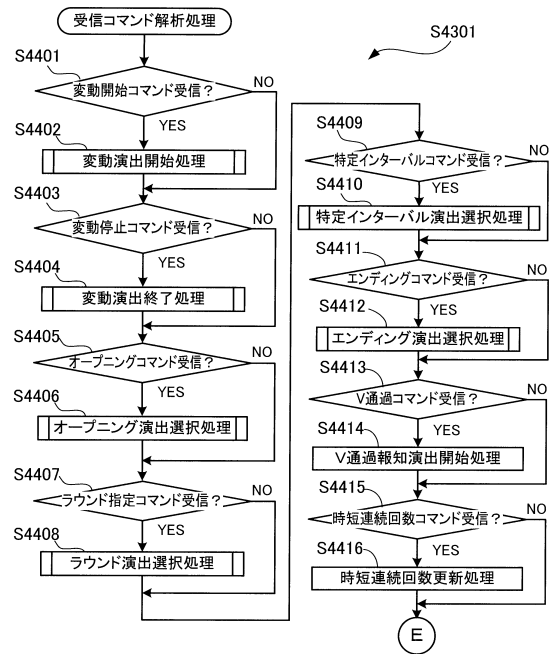 受信コマンド解析処理
S4301
S4401
変動開始コマンド受信？
NO
YES
S4402
変動演出開始処理
S4403
変動停止コマンド受信？
NO
YES
S4404
変動演出終了処理
S4405
オープニングコマンド受信？
NO
YES
S4406
オープニング演出選択処理
S4407
ラウンド指定コマンド受信？
NO
YES
S4408
ラウンド演出選択処理
S4409
特定インターバルコマンド受信？
NO
YES
S4410
特定インターバル演出選択処理
S4411
エンディングコマンド受信？
NO
YES
S4412
エンディング演出選択処理
S4413
V通過コマンド受信？
NO
YES
S4414
V通過報知演出開始処理
S4415
時短連続回数コマンド受信？
NO
YES
S4416
時短連続回数更新処理
E